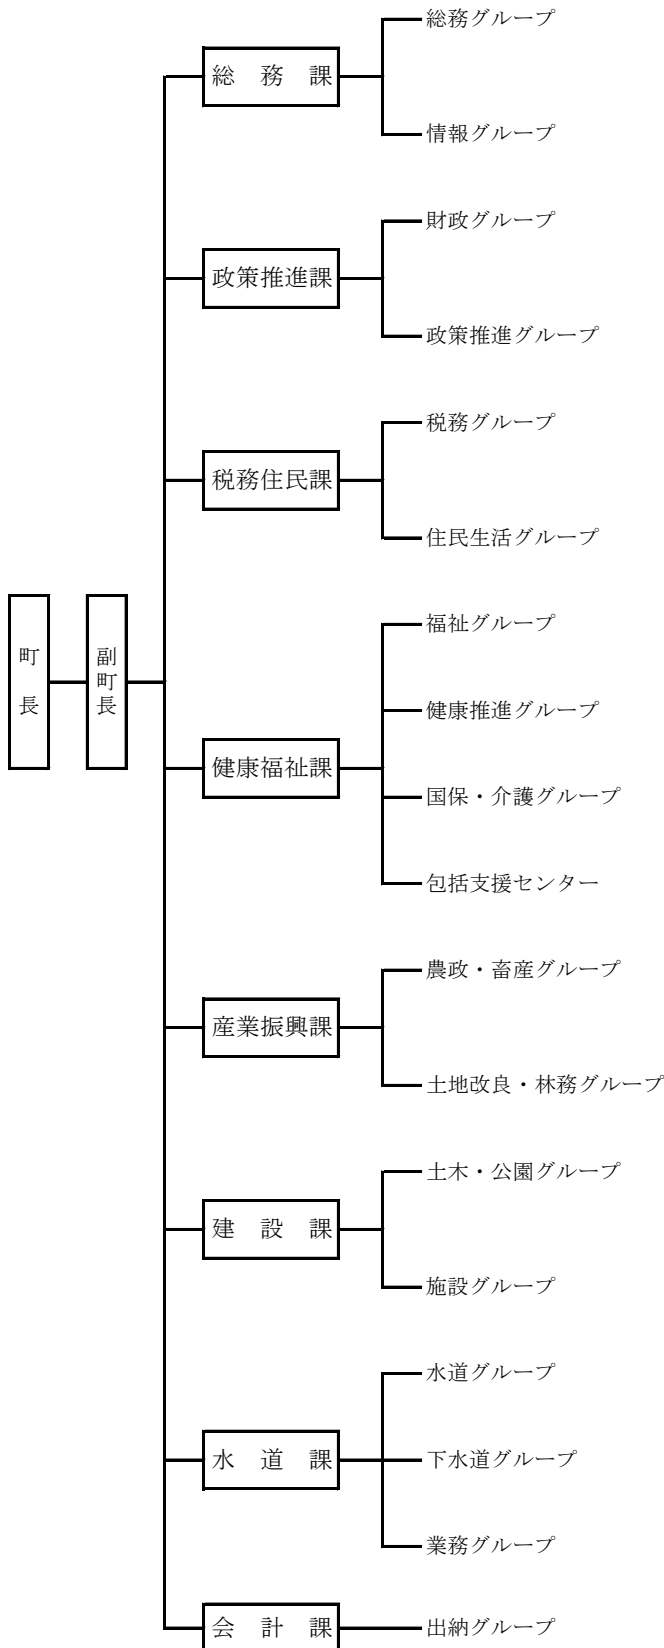 町長
副町長
総務課
総務グループ
情報グループ
政策推進課
財政グループ
政策推進グループ
税務住民課
税務グループ
住民生活グループ
健康福祉課
福祉グループ
健康推進グループ
国保・介護グループ
包括支援センター
産業振興課
農政・畜産グループ
土地改良・林務グループ
建設課
土木・公園グループ
施設グループ
水道課
水道グループ
下水道グループ
業務グループ
会計課
出納グループ